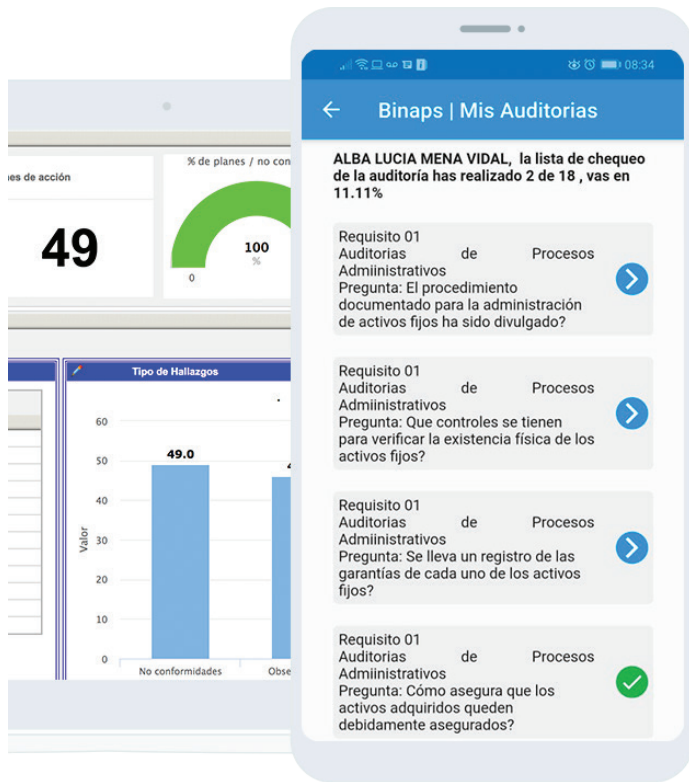 es de acción
49
% de planes / no con
100
%
0
Tipo de Hallazgos
60
50
40
30
20
10
0
Valor
49.0
No conformidades
Obse
08:34
Binaps | Mis Auditorias
ALBA LUCIA MENA VIDAL, la lista de chequeo
de la auditoría has realizado 2 de 18 , vas en
11.11%
Requisito 01
Auditorias de Procesos
Admiinistrativos
Pregunta: El procedimiento
documentado para la administración
de activos fijos ha sido divulgado?
Requisito 01
Auditorias de Procesos
Admiinistrativos
Pregunta: Que controles se tienen
para verificar la existencia física de los
activos fijos?
Requisito 01
Auditorias de Procesos
Admiinistrativos
Pregunta: Se lleva un registro de las
garantías de cada uno de los activos
fijos?
Requisito 01
Auditorias de Procesos
Admiinistrativos
Pregunta: Cómo asegura que los
activos adquiridos queden
debidamente asegurados?